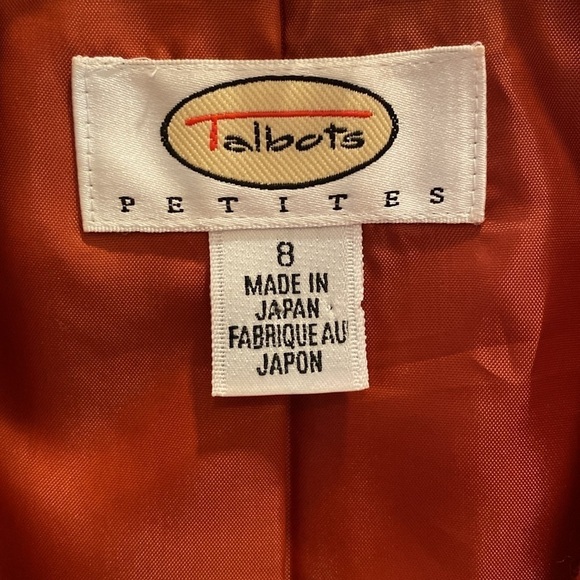 Talbots
PETITES
8
MADE IN
JAPAN
FABRIQUE AU
JAPON